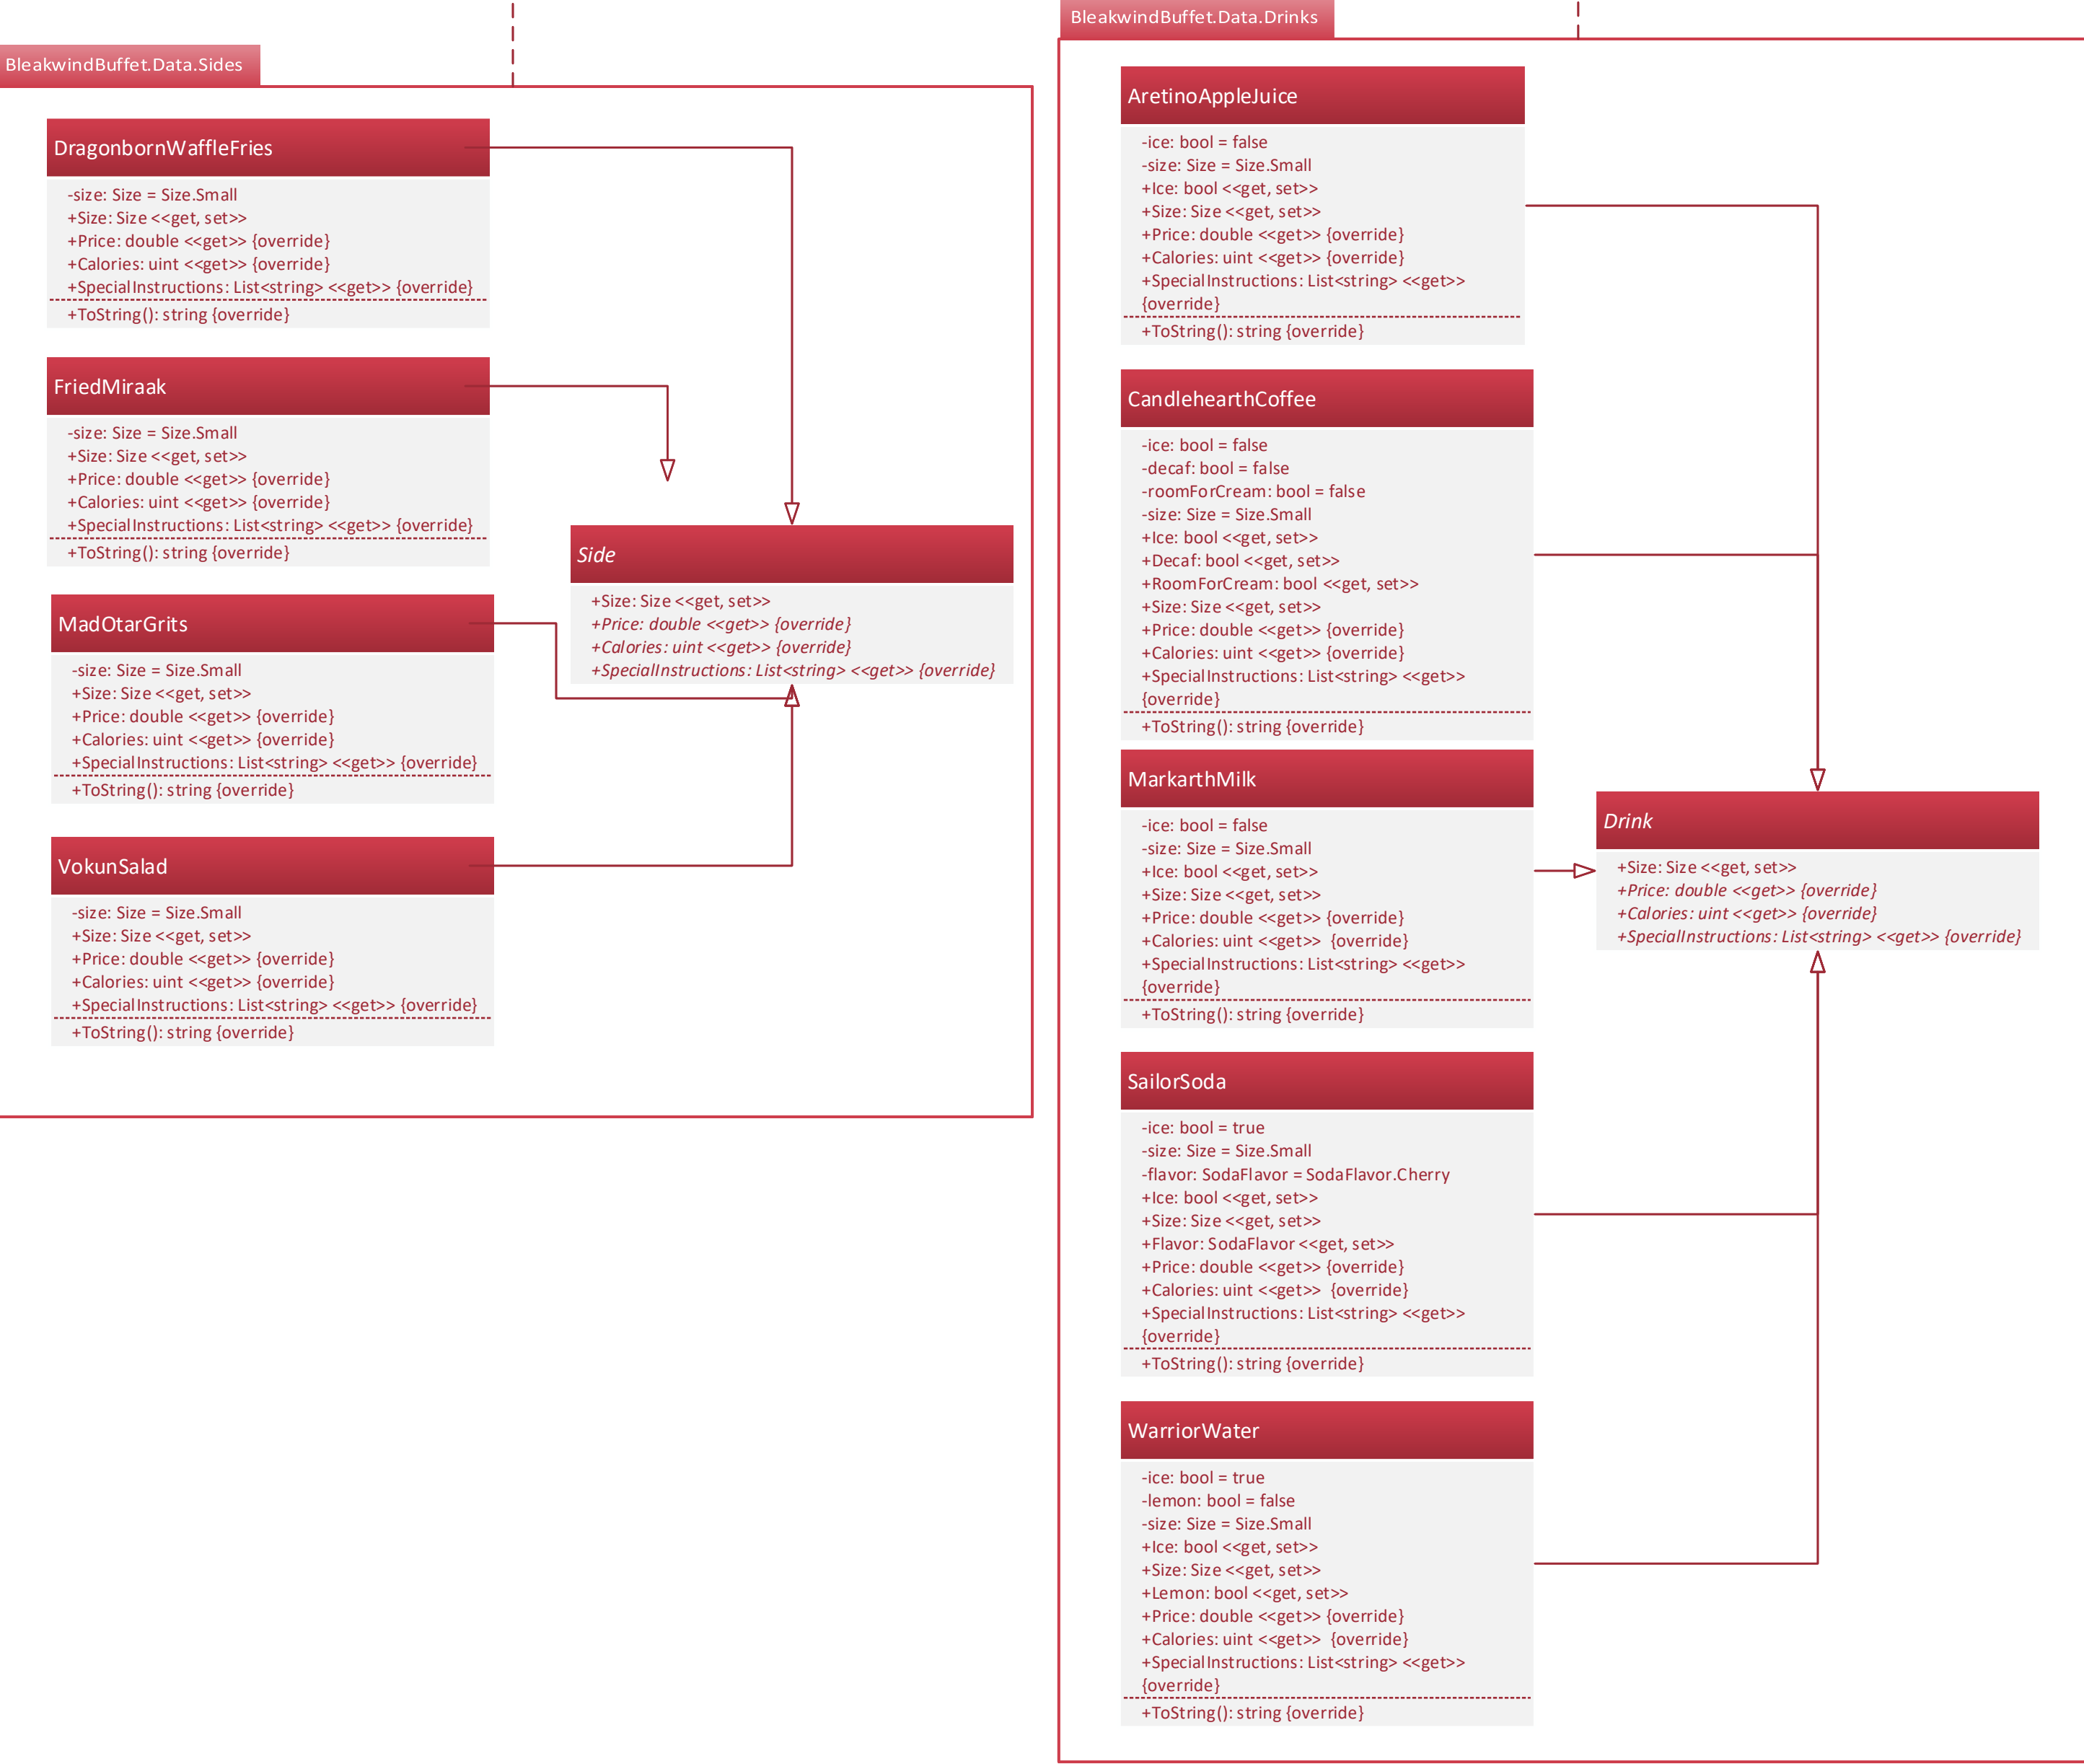 BleakwindBuffet.Data.Sides
DragonbornWaffleFries
-size: Size = Size.Small
+Size: Size <<get, set>>
+Price: double <<get>> {override}
+Calories: uint <<get>> {override}
+SpecialInstructions: List<string> <<get>> {override}
+ToString(): string {override}
FriedMiraak
-size: Size = Size.Small
+Size: Size <<get, set>>
+Price: double <<get>> {override}
+Calories: uint <<get>> {override}
+SpecialInstructions: List<string> <<get>> {override}
+ToString(): string {override}
MadOtarGrits
-size: Size = Size.Small
+Size: Size <<get, set>>
+Price: double <<get>> {override}
+Calories: uint <<get>> {override}
+SpecialInstructions: List<string> <<get>> {override}
+ToString(): string {override}
VokunSalad
-size: Size = Size.Small
+Size: Size <<get, set>>
+Price: double <<get>> {override}
+Calories: uint <<get>> {override}
+SpecialInstructions: List<string> <<get>> {override}
+ToString(): string {override}
Side
+Size: Size <<get, set>>
+Price: double <<get>> {override}
+Calories: uint <<get>> {override}
+SpecialInstructions: List<string> <<get>> {override}
BleakwindBuffet.Data.Drinks
AretinoAppleJuice
-ice: bool = false
-size: Size = Size.Small
+Ice: bool <<get, set>>
+Size: Size <<get, set>>
+Price: double <<get>> {override}
+Calories: uint <<get>> {override}
+SpecialInstructions: List<string> <<get>>
{override}
+ToString(): string {override}
CandlehearthCoffee
-ice: bool = false
-decaf: bool = false
-roomForCream: bool = false
-size: Size = Size.Small
+Ice: bool <<get, set>>
+Decaf: bool <<get, set>>
+RoomForCream: bool <<get, set>>
+Size: Size <<get, set>>
+Price: double <<get>> {override}
+Calories: uint <<get>> {override}
+SpecialInstructions: List<string> <<get>>
{override}
+ToString(): string {override}
MarkarthMilk
-ice: bool = false
-size: Size = Size.Small
+Ice: bool <<get, set>>
+Size: Size <<get, set>>
+Price: double <<get>> {override}
+Calories: uint <<get>> {override}
+SpecialInstructions: List<string> <<get>>
{override}
+ToString(): string {override}
SailorSoda
-ice: bool = true
-size: Size = Size.Small
-flavor: SodaFlavor = SodaFlavor.Cherry
+Ice: bool <<get, set>>
+Size: Size <<get, set>>
+Flavor: SodaFlavor <<get, set>>
+Price: double <<get>> {override}
+Calories: uint <<get>> {override}
+SpecialInstructions: List<string> <<get>>
{override}
+ToString(): string {override}
WarriorWater
-ice: bool = true
-lemon: bool = false
-size: Size = Size.Small
+Ice: bool <<get, set>>
+Size: Size <<get, set>>
+Lemon: bool <<get, set>>
+Price: double <<get>> {override}
+Calories: uint <<get>> {override}
+SpecialInstructions: List<string> <<get>>
{override}
+ToString(): string {override}
Drink
+Size: Size <<get, set>>
+Price: double <<get>> {override}
+Calories: uint <<get>> {override}
+SpecialInstructions: List<string> <<get>> {override}